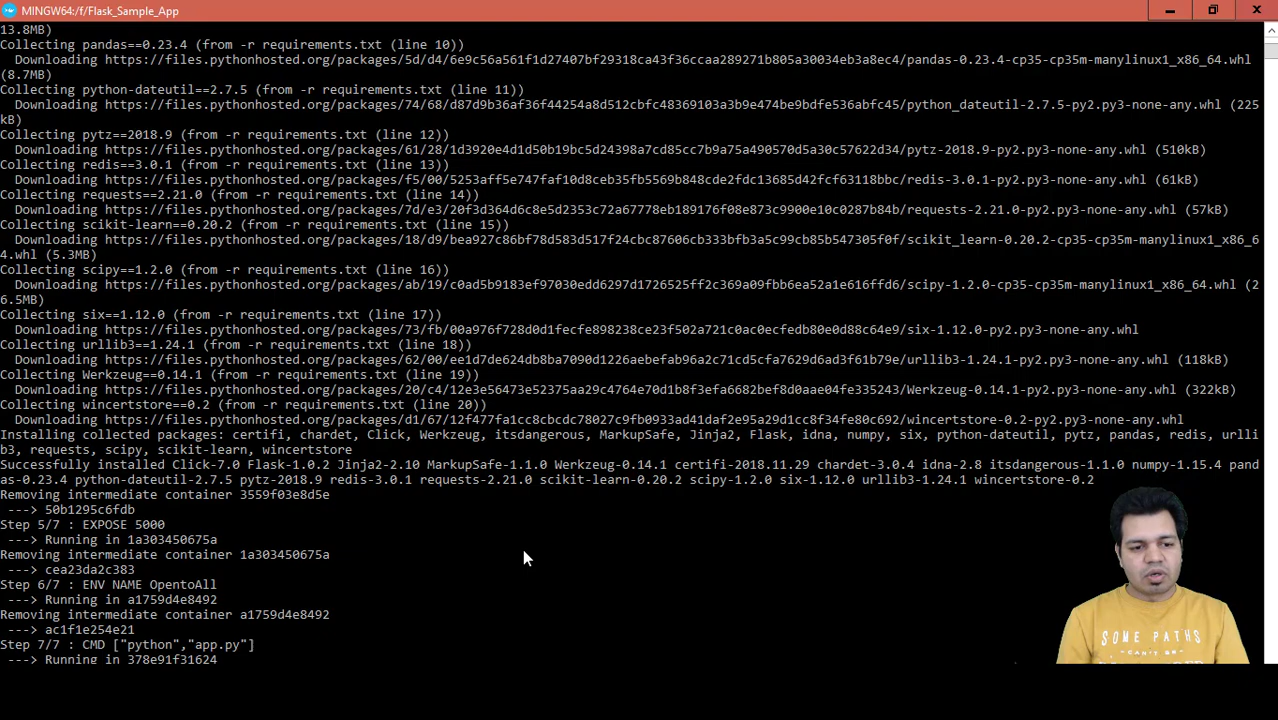 MINGW64:/f/Flask_Sample_App
13.8MB)
Collecting pandas==0.23.4 (from -r requirements.txt (line 10))
  Downloading https://files.pythonhosted.org/packages/5d/d4/6e9c56a561f1d27407bf29318ca43f36ccaa289271b805a30034eb3a8ec4/pandas-0.23.4-cp35-cp35m-manylinux1_x86_64.whl
(8.7MB)
Collecting python-dateutil==2.7.5 (from -r requirements.txt (line 11))
  Downloading https://files.pythonhosted.org/packages/74/68/d87d9b36af36f44254a8d512cbfc48369103a3b9e474be9bdfe536abfc45/python_dateutil-2.7.5-py2.py3-none-any.whl (225
kB)
Collecting pytz==2018.9 (from -r requirements.txt (line 12))
  Downloading https://files.pythonhosted.org/packages/61/28/1d3920e4d1d50b19bc5d24398a7cd85cc7b9a75a490570d5a30c57622d34/pytz-2018.9-py2.py3-none-any.whl (510kB)
Collecting redis==3.0.1 (from -r requirements.txt (line 13))
  Downloading https://files.pythonhosted.org/packages/f5/00/5253aff5e747faf10d8ceb35fb5569b848cde2fdc13685d42fcf63118bbc/redis-3.0.1-py2.py3-none-any.whl (61kB)
Collecting requests==2.21.0 (from -r requirements.txt (line 14))
  Downloading https://files.pythonhosted.org/packages/7d/e3/20f3d364d6c8e5d2353c72a67778eb189176f08e873c9900e10c0287b84b/requests-2.21.0-py2.py3-none-any.whl (57kB)
Collecting scikit-learn==0.20.2 (from -r requirements.txt (line 15))
  Downloading https://files.pythonhosted.org/packages/18/d9/bea927c86bf78d583d517f24cbc87606cb333bfb3a5c99cb85b547305f0f/scikit_learn-0.20.2-cp35-cp35m-manylinux1_x86_6
4.whl (5.3MB)
Collecting scipy==1.2.0 (from -r requirements.txt (line 16))
  Downloading https://files.pythonhosted.org/packages/ab/19/c0ad5b9183ef97030edd6297d1726525ff2c369a09fbb6ea52a1e616ffd6/scipy-1.2.0-cp35-cp35m-manylinux1_x86_64.whl (2
6.5MB)
Collecting six==1.12.0 (from -r requirements.txt (line 17))
  Downloading https://files.pythonhosted.org/packages/73/fb/00a976f728d0d1fecfe898238ce23f502a721c0ac0ecfedb80e0d88c64e9/six-1.12.0-py2.py3-none-any.whl
Collecting urllib3==1.24.1 (from -r requirements.txt (line 18))
  Downloading https://files.pythonhosted.org/packages/62/00/ee1d7de624db8ba7090d1226aebefab96a2c71cd5cfa7629d6ad3f61b79e/urllib3-1.24.1-py2.py3-none-any.whl (118kB)
Collecting Werkzeug==0.14.1 (from -r requirements.txt (line 19))
  Downloading https://files.pythonhosted.org/packages/20/c4/12e3e56473e52375aa29c4764e70d1b8f3efa6682bef8d0aae04fe335243/Werkzeug-0.14.1-py2.py3-none-any.whl (322kB)
Collecting wincertstore==0.2 (from -r requirements.txt (line 20))
  Downloading https://files.pythonhosted.org/packages/d1/67/12f477fa1cc8cbcdc78027c9fb0933ad41daf2e95a29d1cc8f34fe80c692/wincertstore-0.2-py2.py3-none-any.whl
Installing collected packages: certifi, chardet, Click, Werkzeug, itsdangerous, MarkupSafe, Jinja2, Flask, idna, numpy, six, python-dateutil, pytz, pandas, redis, urlli
b3, requests, scipy, scikit-learn, wincertstore
Successfully installed Click-7.0 Flask-1.0.2 Jinja2-2.10 MarkupSafe-1.1.0 Werkzeug-0.14.1 certifi-2018.11.29 chardet-3.0.4 idna-2.8 itsdangerous-1.1.0 numpy-1.15.4 pand
as-0.23.4 python-dateutil-2.7.5 pytz-2018.9 redis-3.0.1 requests-2.21.0 scikit-learn-0.20.2 scipy-1.2.0 six-1.12.0 urllib3-1.24.1 wincertstore-0.2
Removing intermediate container 3559f03e8d5e
 ---> 50b1295c6fdb
Step 5/7 : EXPOSE 5000
 ---> Running in 1a303450675a
Removing intermediate container 1a303450675a
 ---> cea23da2c383
Step 6/7 : ENV NAME OpentoAll
 ---> Running in a1759d4e8492
Removing intermediate container a1759d4e8492
 ---> ac1f1e254e21
Step 7/7 : CMD ["python","app.py"]
 ---> Running in 378e91f31624
SOME PATHS
CAN'T BE